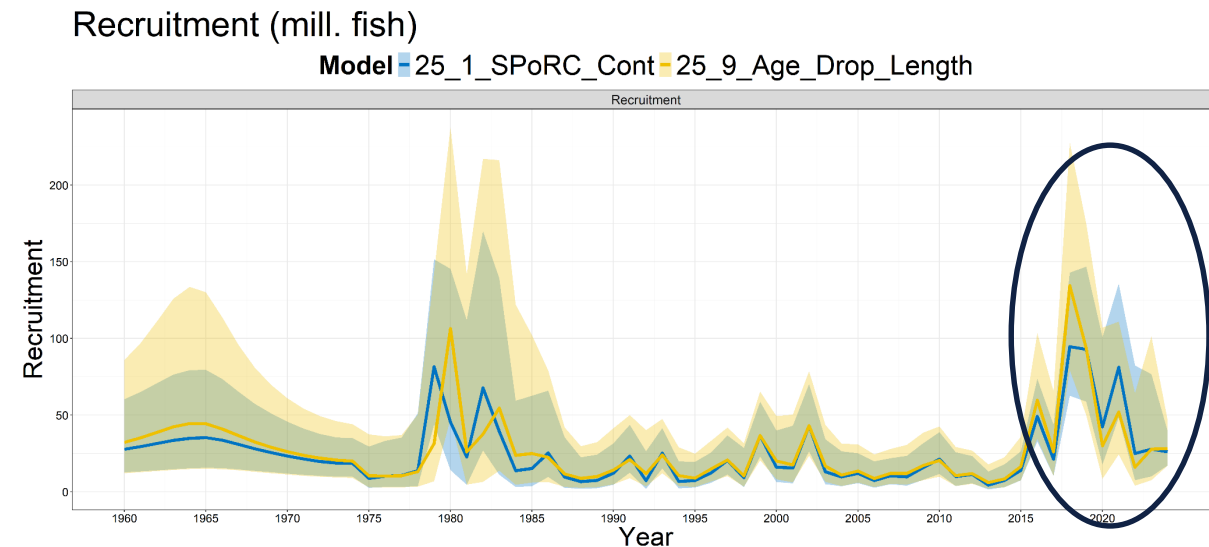 Recruitment (mill. fish)
Model 25_1_SPoRC_Cont 25_9_Age_Drop_Length
Recruitment
Recruitment
200
150
100
50
0
1960 1965 1970 1975 1980 1985 1990 1995 2000 2005 2010 2015 2020
Year